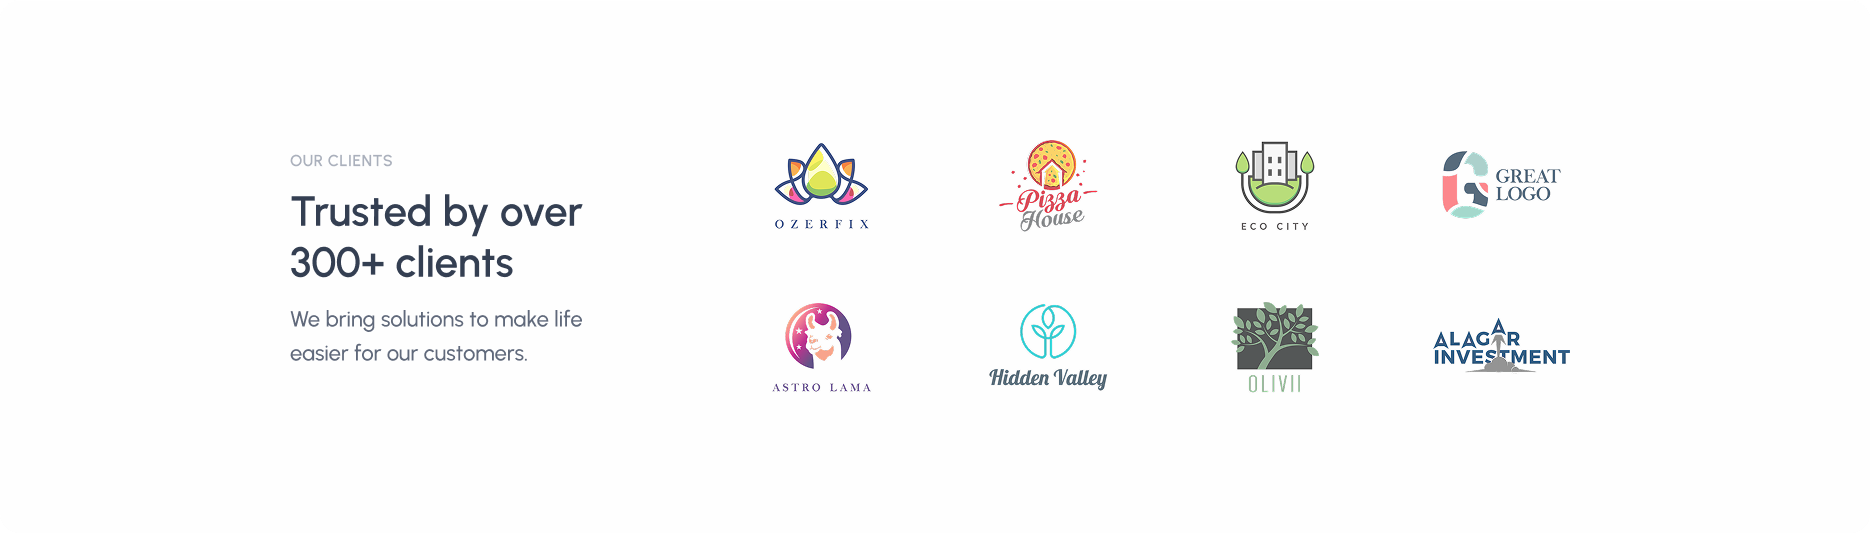 OUR CLIENTS
Trusted by over
300+ clients
We bring solutions to make life
easier for our customers.
OZERFIX
Pizza
House
ECO CITY
GREAT
LOGO
ASTRO LAMA
Hidden Valley
OLIVII
ALAGAR
INVESTMENT